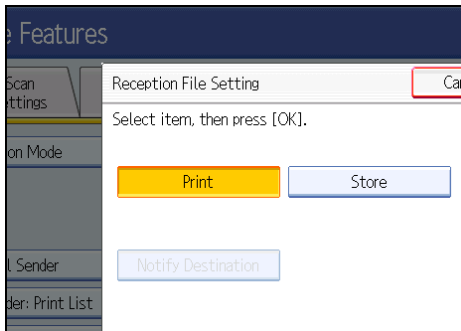 e Features
Scan
ettings
Reception File Setting
Ca
Select item, then press [OK].
on Mode
Print
Store
l Sender
Notify Destination
der: Print List